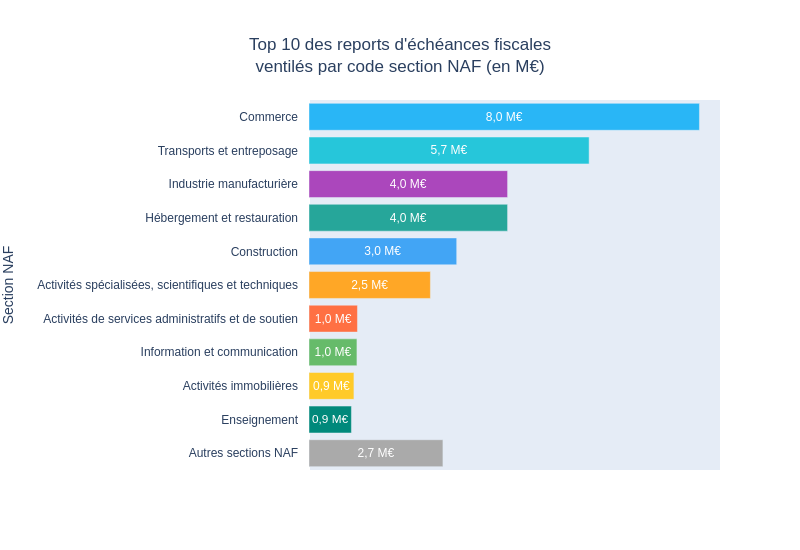 Top 10 des reports d'échéances fiscales
ventilés par code section NAF (en M€)
Section NAF
Commerce 8,0 M€
Transports et entreposage 5,7 M€
Industrie manufacturière 4,0 M€
Hébergement et restauration 4,0 M€
Construction 3,0 M€
Activités spécialisées, scientifiques et techniques 2,5 M€
Activités de services administratifs et de soutien 1,0 M€
Information et communication 1,0 M€
Activités immobilières 0,9 M€
Enseignement 0,9 M€
Autres sections NAF 2,7 M€